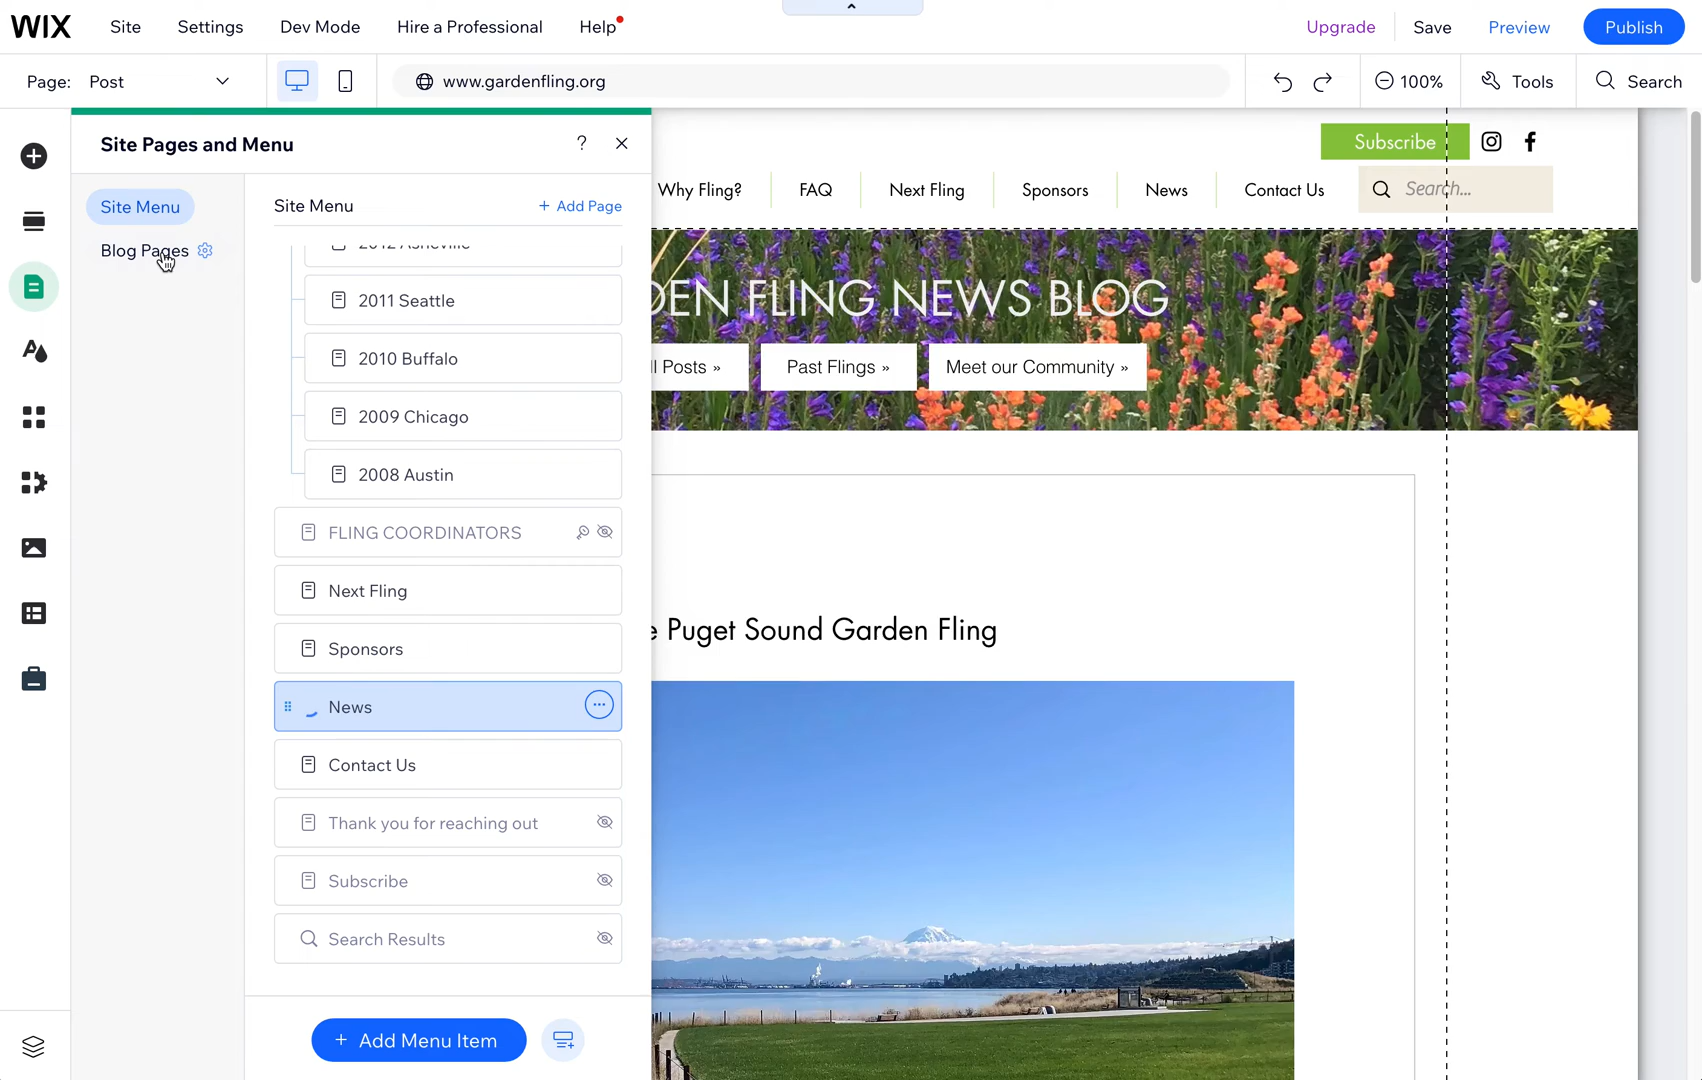 WIX Site Settings Dev Mode Hire a Professional Help Upgrade Save Preview Publish
Page: Post www.gardenfling.org 100% Tools Search
Site Pages and Menu ?
Site Menu
Blog Pages
Site Menu + Add Page
2012 Asheville
2011 Seattle
2010 Buffalo
2009 Chicago
2008 Austin
FLING COORDINATORS
Next Fling
Sponsors
News
Contact Us
Thank you for reaching out
Subscribe
Search Results
+ Add Menu Item
Subscribe
Why Fling? FAQ Next Fling Sponsors News Contact Us Search...
DEN FLING NEWS BLOG
ll Posts » Past Flings » Meet our Community »
e Puget Sound Garden Fling